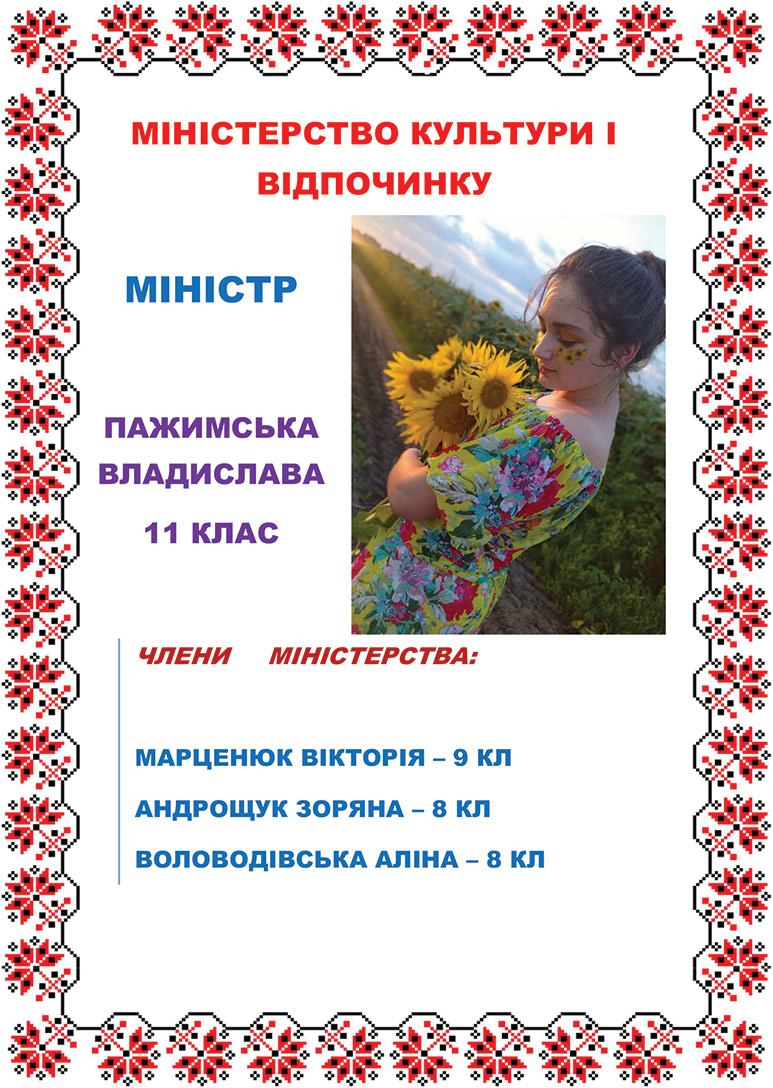 МІНІСТЕРСТВО КУЛЬТУРИ І
ВІДПОЧИНКУ
МІНІСТР
ПАЖИМСЬКА
ВЛАДИСЛАВА
11 КЛАС
ЧЛЕНИ МІНІСТЕРСТВА:
МАРЦЕНЮК ВІКТОРІЯ – 9 КЛ
АНДРОЩУК ЗОРЯНА – 8 КЛ
ВОЛОВОДІВСЬКА АЛІНА – 8 КЛ